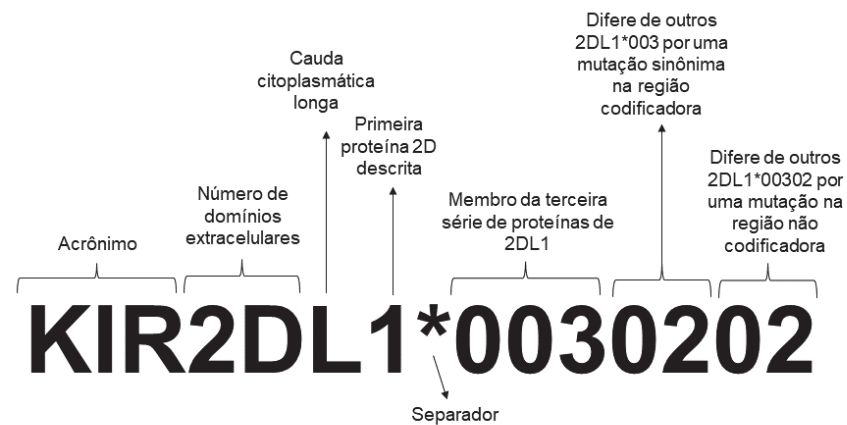 Difere de outros
2DL1*003 por uma
mutação sinônima
na região
codificadora
Cauda
citoplasmática
longa
Primeira
proteína 2D
descrita
Difere de outros
2DL1*00302 por
uma mutação na
região não
codificadora
Número de
domínios
extracelulares
Membro da terceira
série de proteínas de
2DL1
Acrônimo
KIR2DL1*0030202
Separador